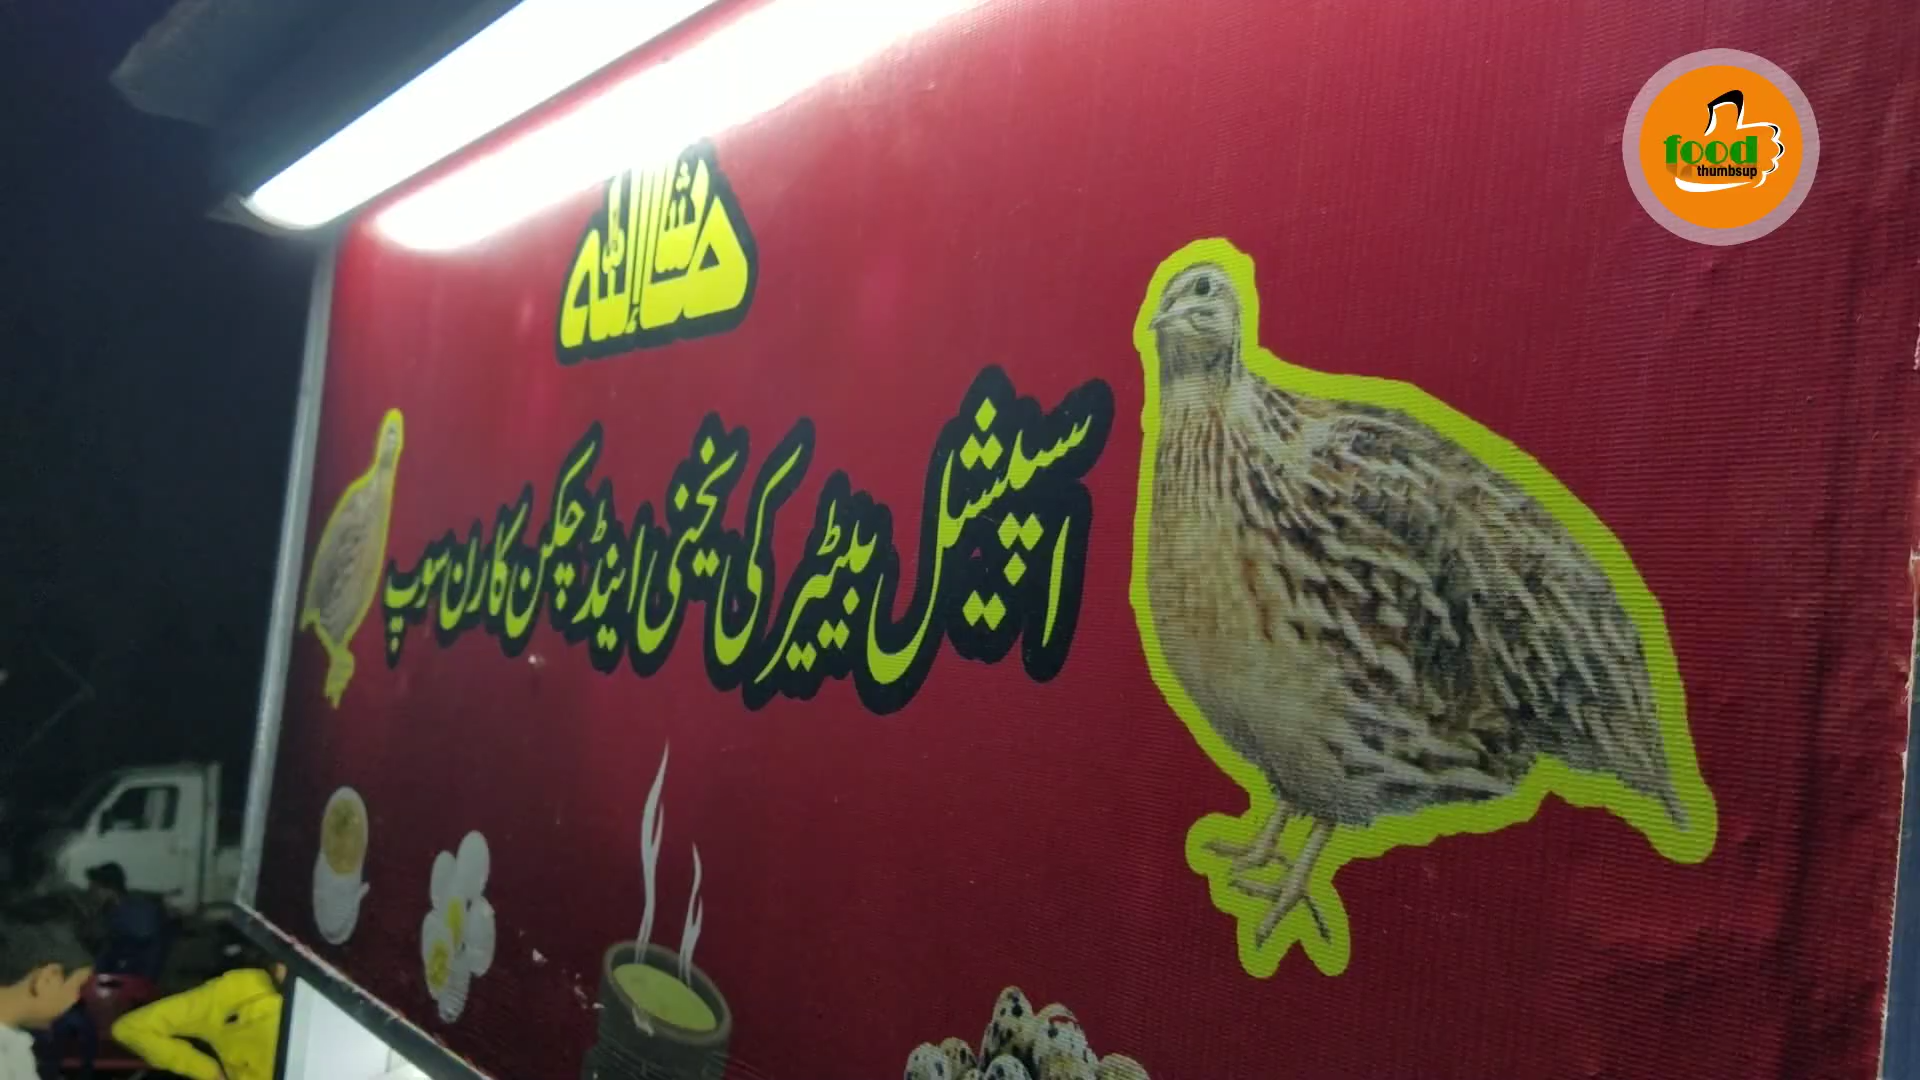 ماشاءاللہ
اسپیشل بٹیر کی یخنی اینڈ چکن کارن سوپ
food
thumbsup